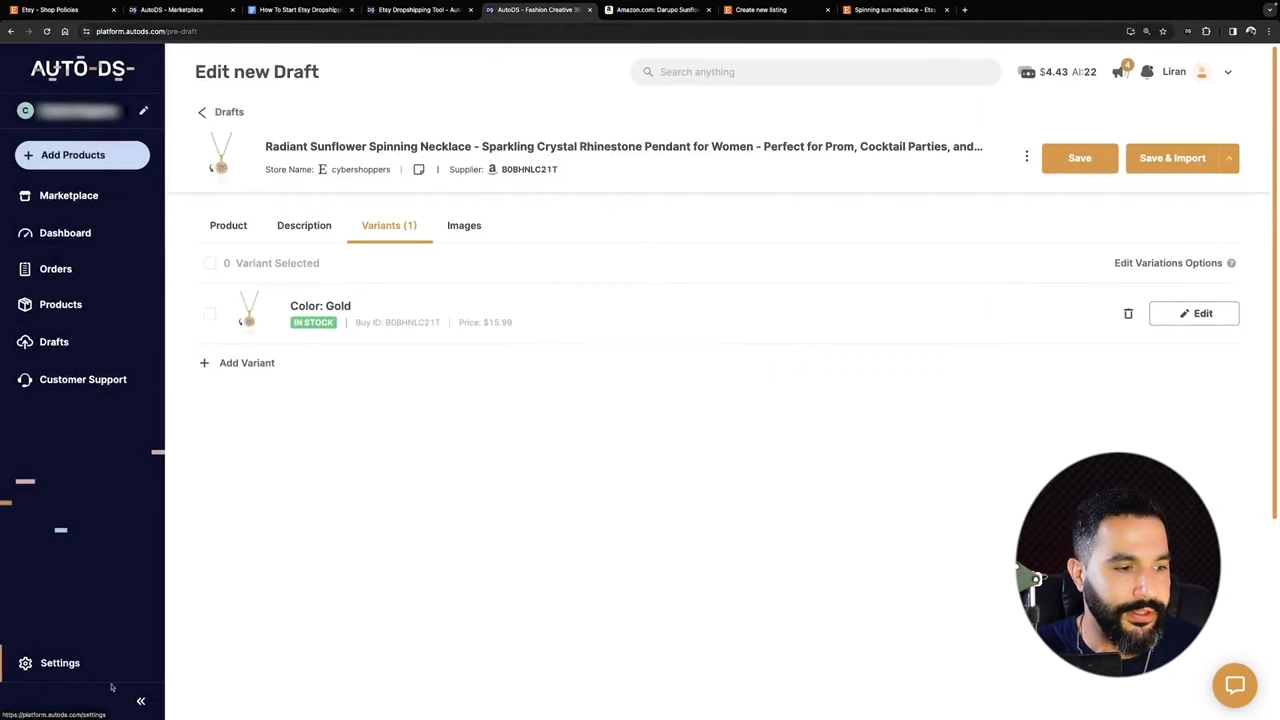 Etsy - Shop Policies
AutoDS - Marketplace
How To Start Etsy Dropshipp
Etsy Dropshipping Tool - Auto
AutoDS - Fashion Creative 36
Amazon.com: Darupo Sunflo
Create new listing
Spinning sun necklace - Etsy
platform.autods.com/pre-draft
AUTO-DS-
C
Add Products
Marketplace
Dashboard
Orders
Products
Drafts
Customer Support
Settings
https://platform.autods.com/settings
Edit new Draft
Search anything
$4.43 AI:22
4
Liran
Drafts
Radiant Sunflower Spinning Necklace - Sparkling Crystal Rhinestone Pendant for Women - Perfect for Prom, Cocktail Parties, and...
Store Name: E cybershoppers | | Supplier: a B0BHNLC21T
Save
Save & Import
Product Description Variants (1) Images
0 Variant Selected
Edit Variations Options ?
Color: Gold
IN STOCK | Buy ID: B0BHNLC21T | Price: $15.99
Edit
+ Add Variant